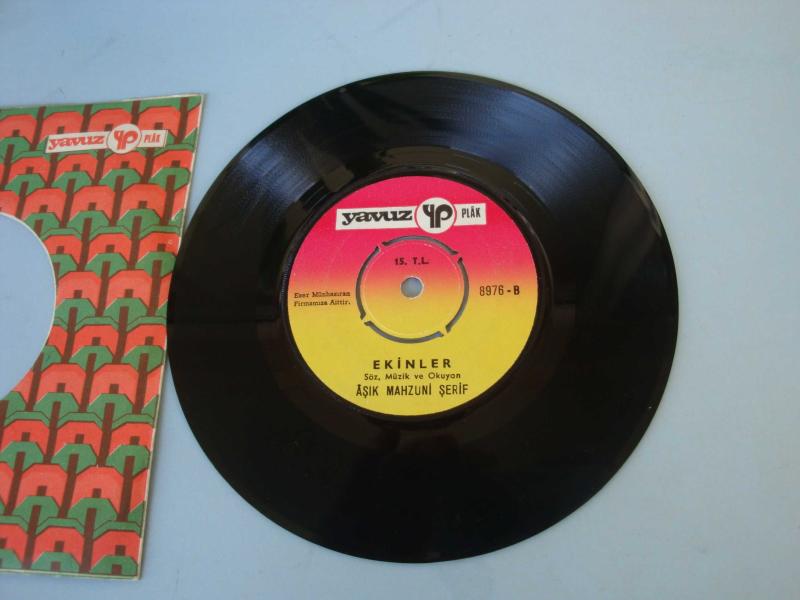 yavuz YP PLÂK
yavuz YP PLÂK
15. T.L.
Eser Münhasıran
Firmamıza Aittir.
8976-B
EKİNLER
Söz, Müzik ve Okuyan
ÂŞIK MAHZUNİ ŞERİF